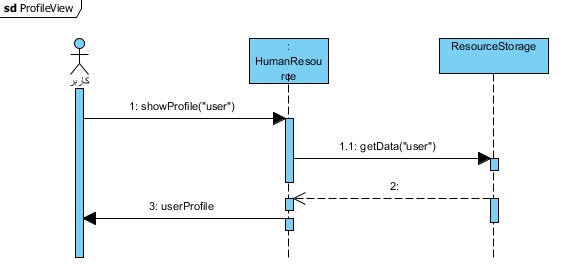 sd ProfileView
کاربر
:
HumanResou
rce
ResourceStorage
1: showProfile("user")
1.1: getData("user")
2:
3: userProfile